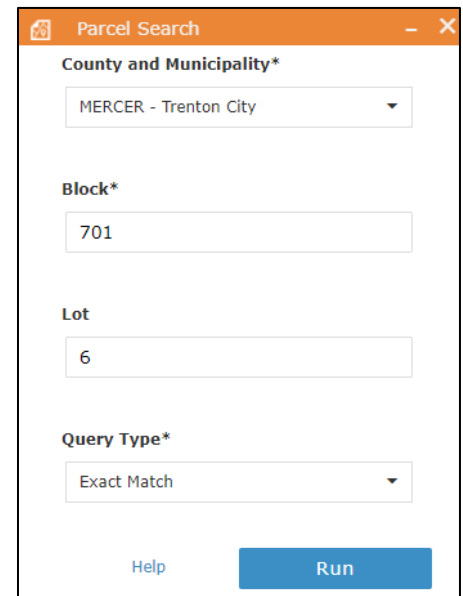 Parcel Search
County and Municipality*
MERCER - Trenton City
Block*
701
Lot
6
Query Type*
Exact Match
Help Run